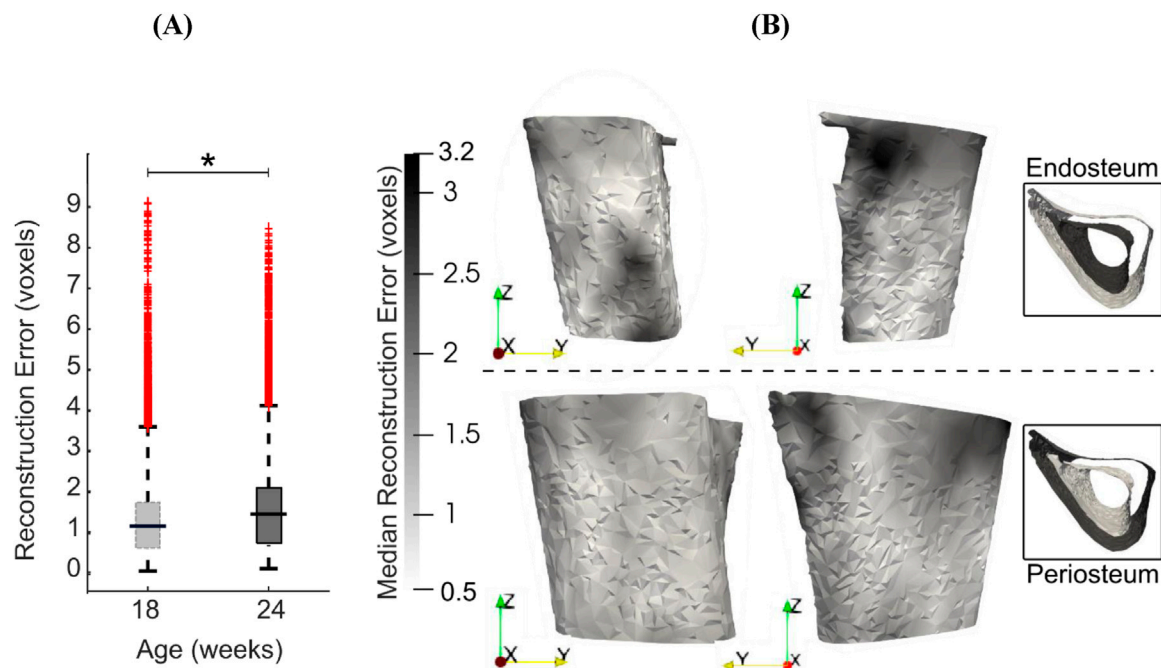 (A)
(B)
Reconstruction Error (voxels)
9
8
7
6
5
4
3
2
1
0
*
18
24
Age (weeks)
Median Reconstruction Error (voxels)
3.2
3
2.5
2
1.5
1
0.5
Z
X
Y
Z
Y
X
Endosteum
Z
X
Y
Z
Y
X
Periosteum